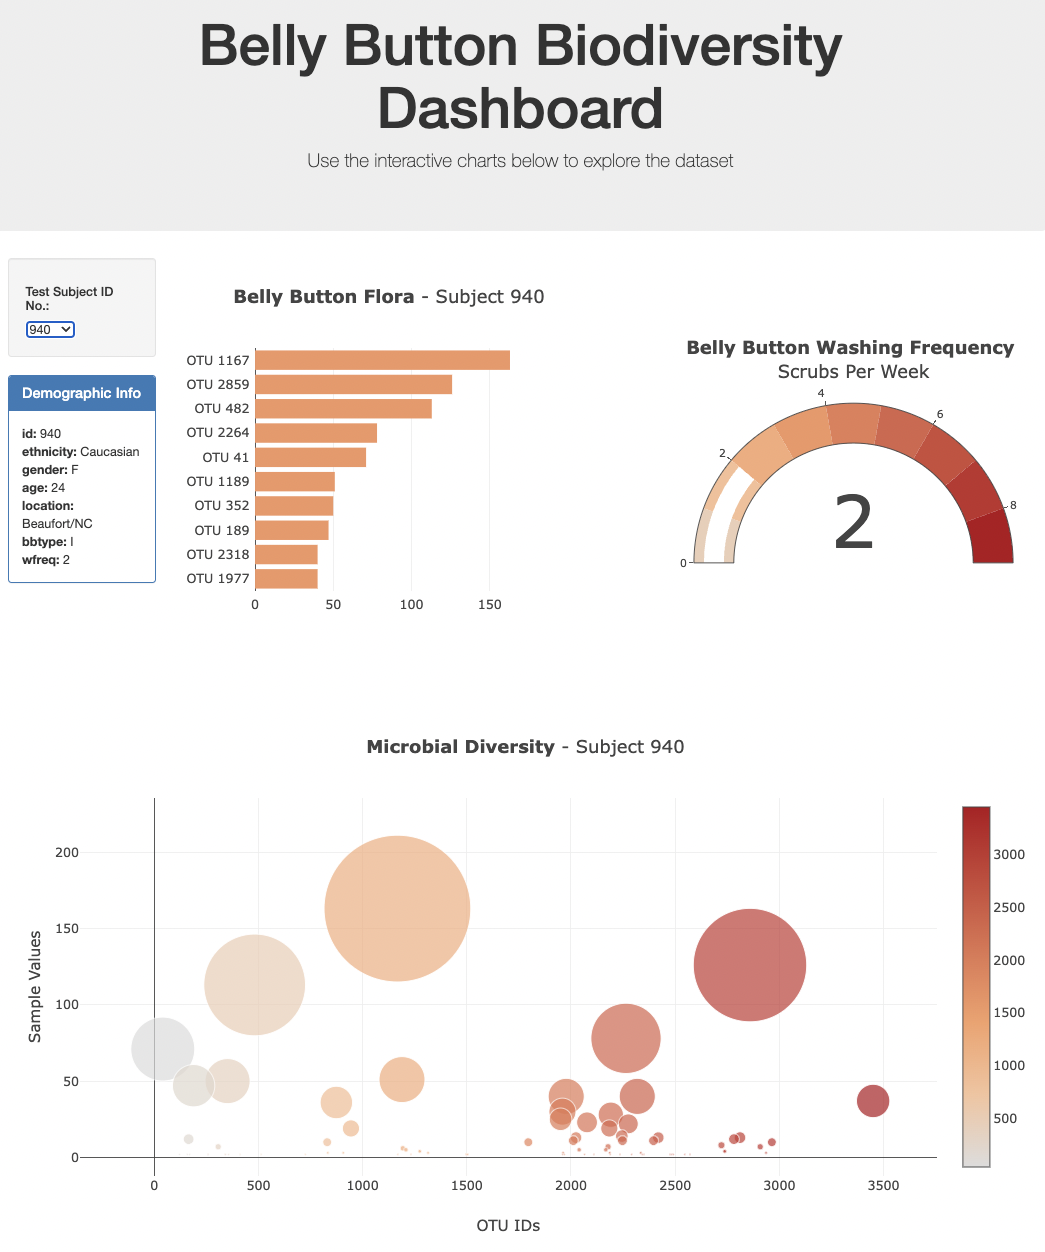 Belly Button Biodiversity
Dashboard
Use the interactive charts below to explore the dataset
Test Subject ID
No.:
940
Demographic Info
id: 940
ethnicity: Caucasian
gender: F
age: 24
location:
Beaufort/NC
bbtype: I
wfreq: 2
Belly Button Flora - Subject 940
OTU 1167
OTU 2859
OTU 482
OTU 2264
OTU 41
OTU 1189
OTU 352
OTU 189
OTU 2318
OTU 1977
0 50 100 150
Belly Button Washing Frequency
Scrubs Per Week
0
2
4
6
8
2
Microbial Diversity - Subject 940
Sample Values
200
150
100
50
0
0 500 1000 1500 2000 2500 3000 3500
OTU IDs
3000
2500
2000
1500
1000
500